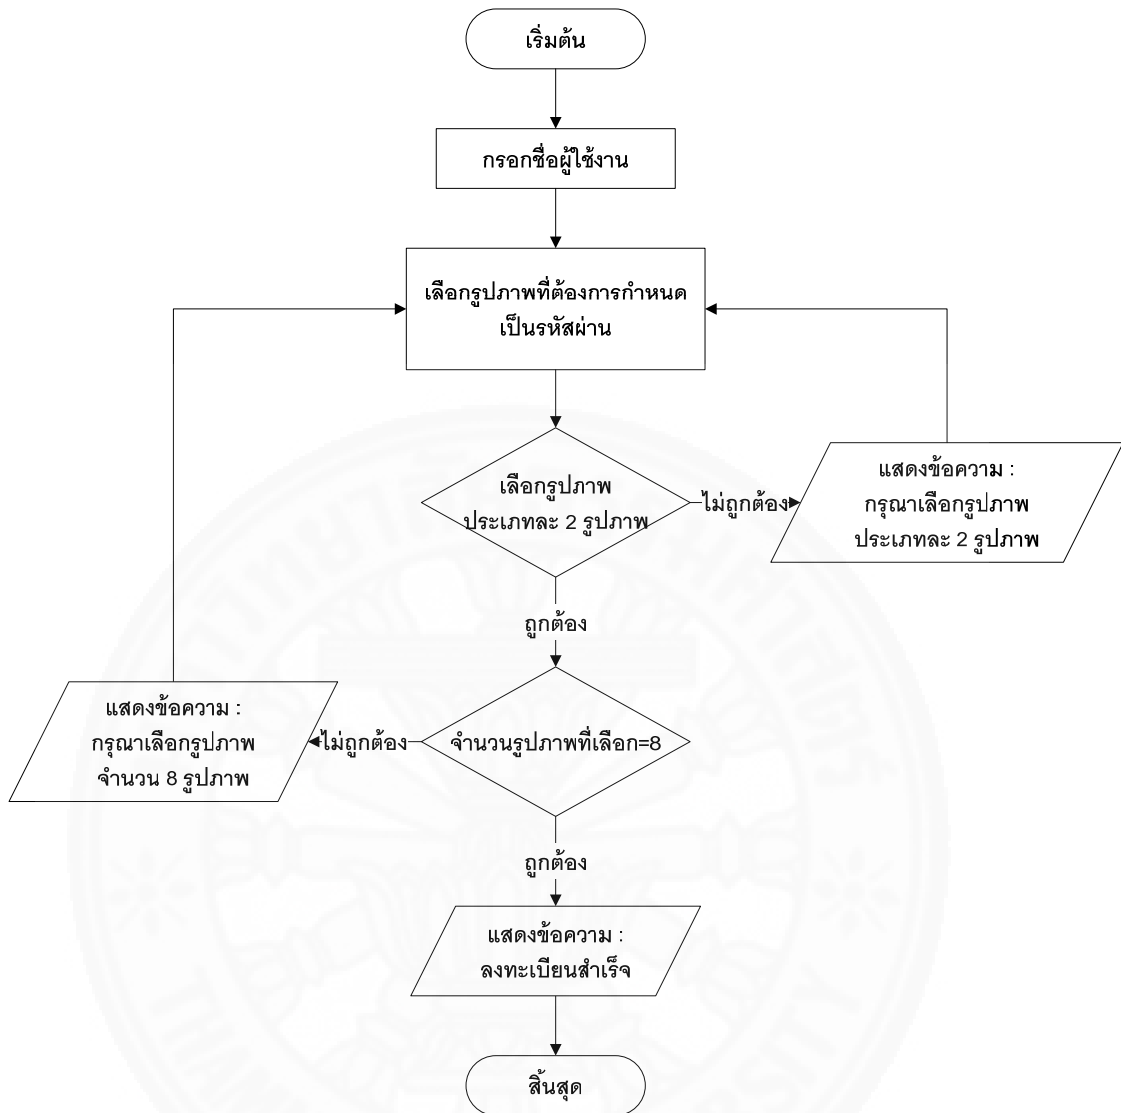 เริ่มต้น
กรอกชื่อผู้ใช้งาน
เลือกรูปภาพที่ต้องการกำหนด
เป็นรหัสผ่าน
เลือกรูปภาพ
ประเภทละ 2 รูปภาพ
ไม่ถูกต้อง
แสดงข้อความ :
กรุณาเลือกรูปภาพ
ประเภทละ 2 รูปภาพ
ถูกต้อง
แสดงข้อความ :
กรุณาเลือกรูปภาพ
จำนวน 8 รูปภาพ
ไม่ถูกต้อง
จำนวนรูปภาพที่เลือก=8
ถูกต้อง
แสดงข้อความ :
ลงทะเบียนสำเร็จ
สิ้นสุด